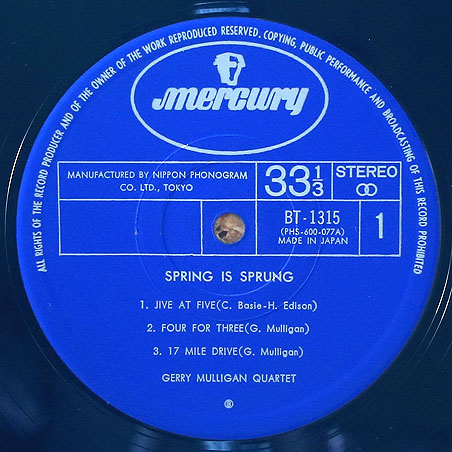 ALL RIGHTS OF THE RECORD PRODUCER AND OF THE OWNER OF THE WORK REPRODUCED RESERVED. COPYING, PUBLIC PERFORMANCE AND BROADCASTING OF THIS RECORD PROHIBITED
mercury
MANUFACTURED BY NIPPON PHONOGRAM
CO. LTD., TOKYO
33 1/3
STEREO
BT-1315
(PHS-600-077A)
MADE IN JAPAN
1
SPRING IS SPRUNG
1. JIVE AT FIVE(C. Basie-H. Edison)
2. FOUR FOR THREE(G. Mulligan)
3. 17 MILE DRIVE(G. Mulligan)
GERRY MULLIGAN QUARTET